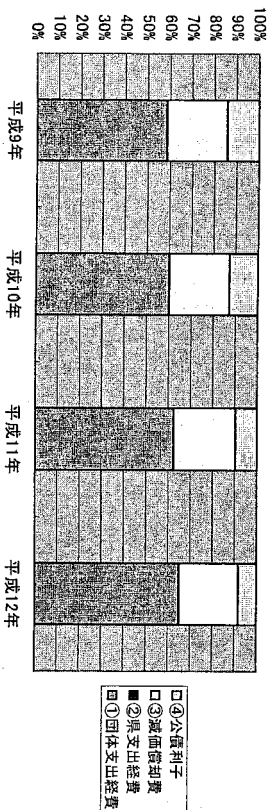 100%
90%
80%
70%
60%
50%
40%
30%
20%
10%
0%
平成9年
平成10年
平成11年
平成12年
□④公債利子
□③減価償却費
■②県支出経費
□①団体支出経費